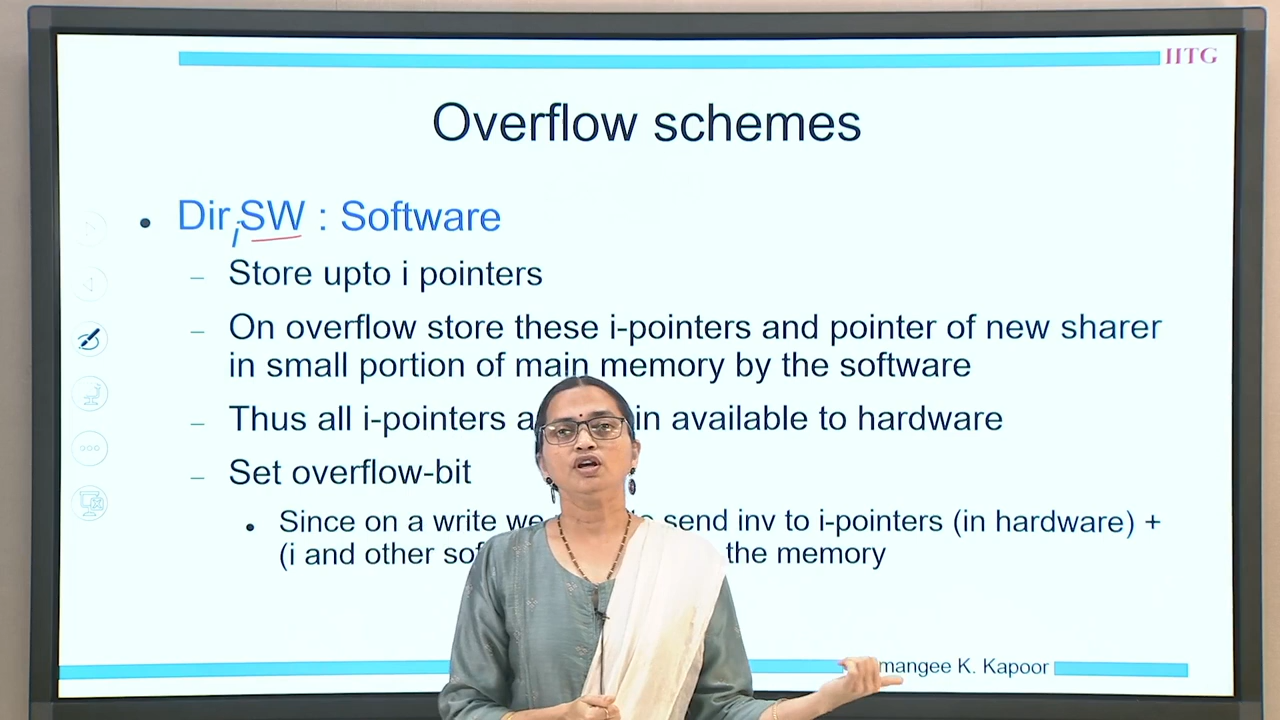 IITG
Overflow schemes
• Dir i SW : Software
– Store upto i pointers
– On overflow store these i-pointers and pointer of new sharer
in small portion of main memory by the software
– Thus all i-pointers in available to hardware
– Set overflow-bit
• Since on a write we send inv to i-pointers (in hardware) +
(i and other the memory
mangee K. Kapoor